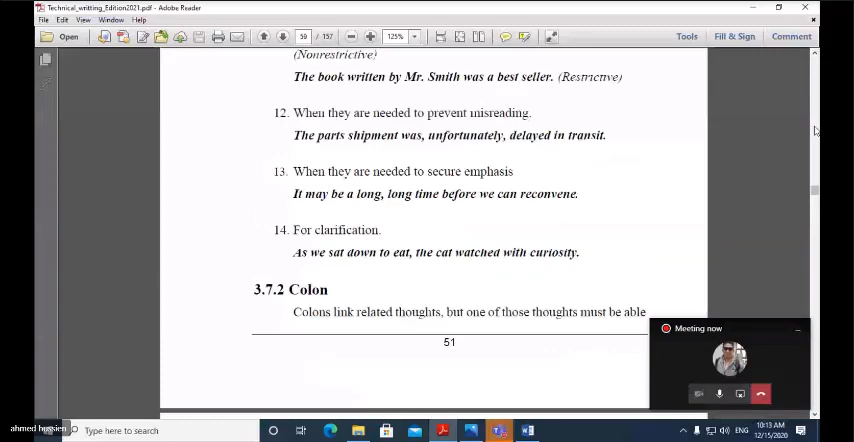 Technical_writting_Edition2021.pdf - Adobe Reader
File Edit View Window Help
Open 59 / 157 125% Tools Fill & Sign Comment
(Nonrestrictive)
The book written by Mr. Smith was a best seller. (Restrictive)
12. When they are needed to prevent misreading.
The parts shipment was, unfortunately, delayed in transit.
13. When they are needed to secure emphasis
It may be a long, long time before we can reconvene.
14. For clarification.
As we sat down to eat, the cat watched with curiosity.
3.7.2 Colon
Colons link related thoughts, but one of those thoughts must be able
51
Meeting now
ahmed hussien
Type here to search
10:13 AM
12/15/2020